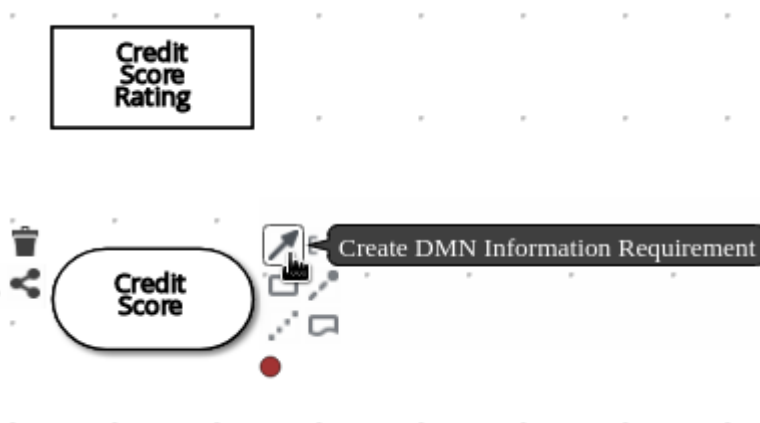 Credit
Score
Rating
Create DMN Information Requirement
Credit
Score